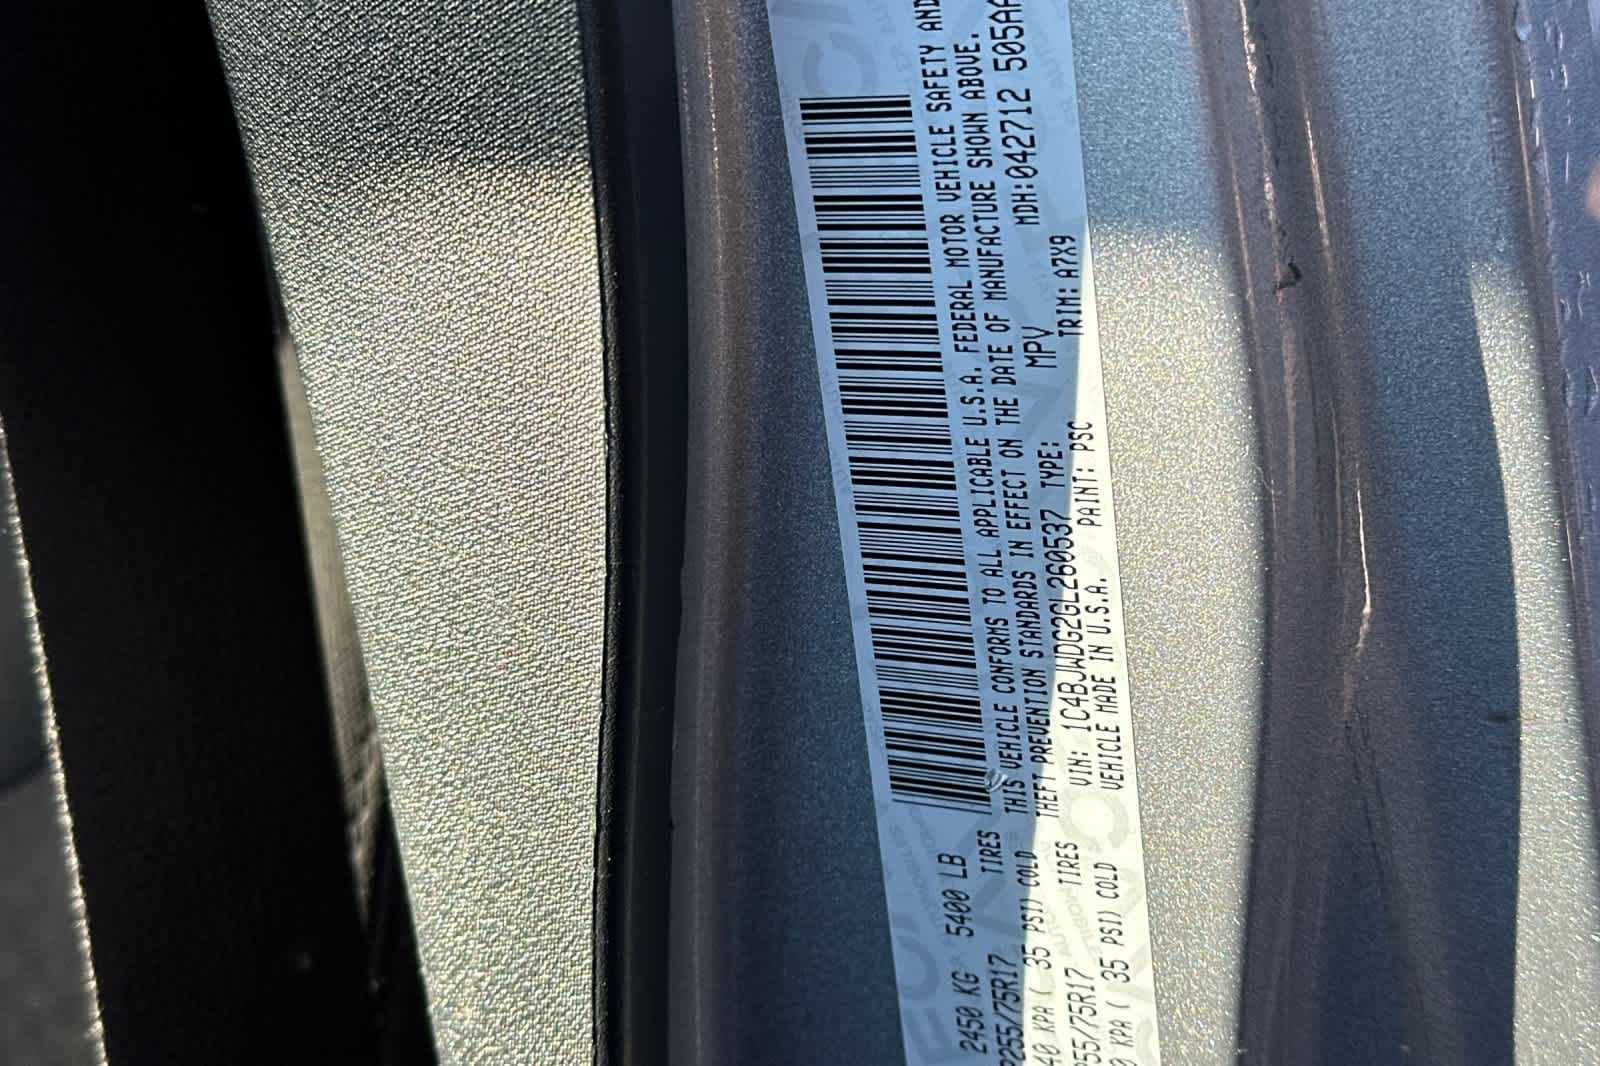 2450 KG 5400 LB
P255/75R17 TIRES
40 KPA ( 35 PSI) COLD
P255/75R17 TIRES
40 KPA ( 35 PSI) COLD
THIS VEHICLE CONFORMS TO ALL APPLICABLE U.S.A. FEDERAL MOTOR VEHICLE SAFETY AND
THEFT PREVENTION STANDARDS IN EFFECT ON THE DATE OF MANUFACTURE SHOWN ABOVE.
VIN: 1C4BJWDG2GL260537 TYPE: MPV MDH:042712 505AA
VEHICLE MADE IN U.S.A. PAINT: PSC TRIM: A7X9